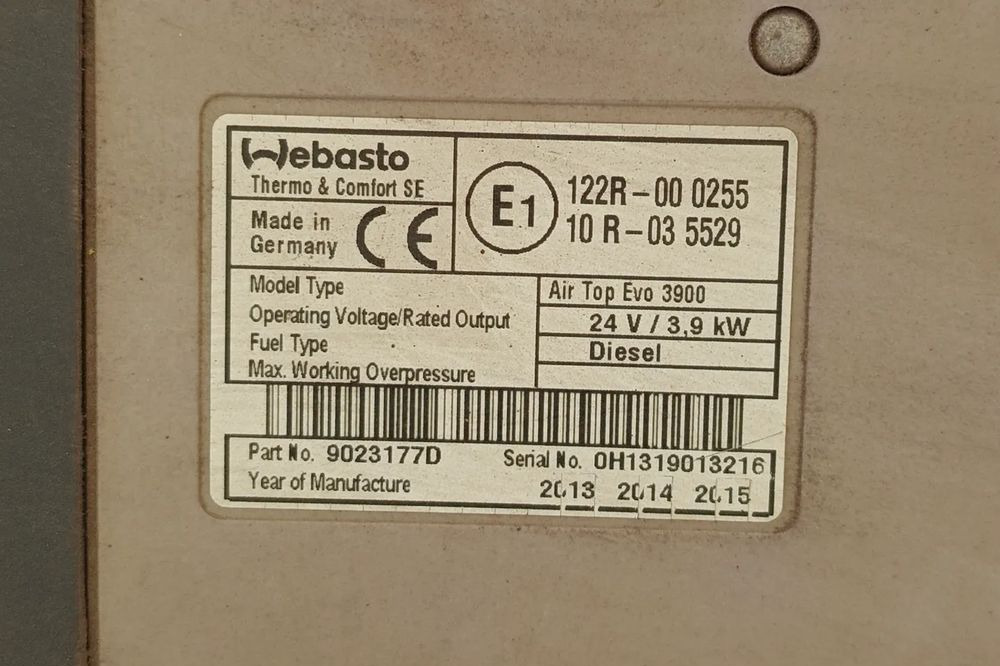 Webasto
Thermo & Comfort SE
Made in
Germany
CE
E1
122R-00 0255
10 R-03 5529
Model Type
Air Top Evo 3900
Operating Voltage/Rated Output
24 V / 3,9 kW
Fuel Type
Diesel
Max. Working Overpressure
Part No. 9023177D
Serial No. 0H1319013216
Year of Manufacture
2013 2014 2015